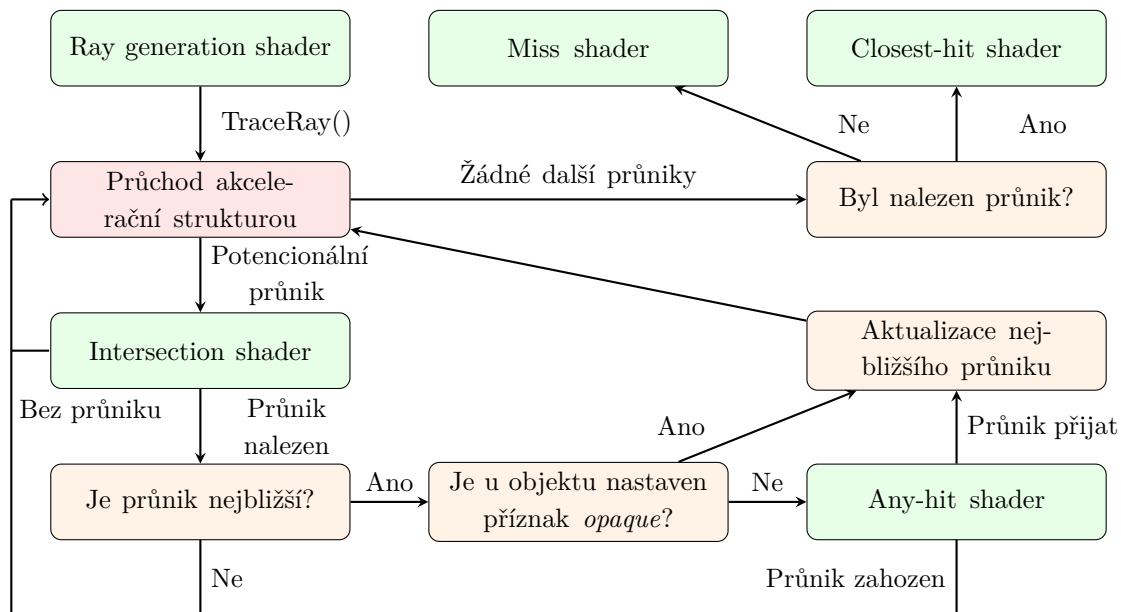 Ray generation shader
Miss shader
Closest-hit shader
TraceRay()
Ne
Ano
Průchod akcele-
rační strukturou
Žádné další průniky
Byl nalezen průnik?
Potencionální
průnik
Intersection shader
Aktualizace nej-
bližšího průniku
Bez průniku
Průnik
nalezen
Ano
Průnik přijat
Je průnik nejbližší?
Ano
Je u objektu nastaven
příznak opaque?
Ne
Any-hit shader
Ne
Průnik zahozen